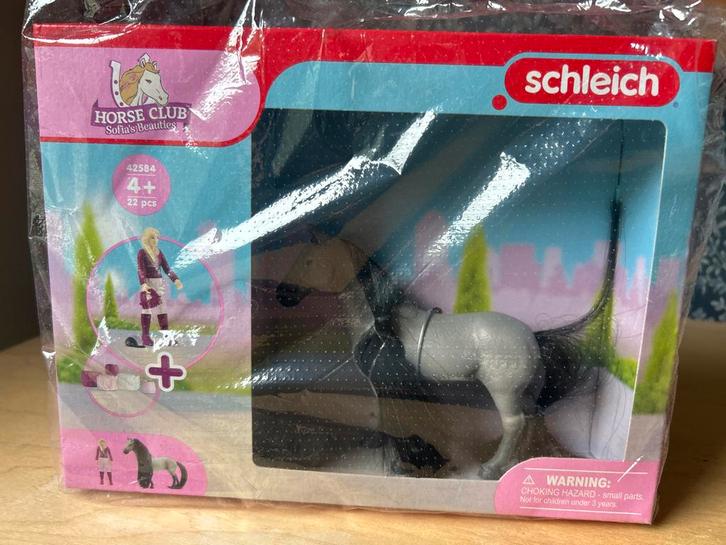 schleich
HORSE CLUB
Sofia's Beauties
42584
4+
22 pcs
+
WARNING:
CHOKING HAZARD - small parts.
Not for children under 3 years.